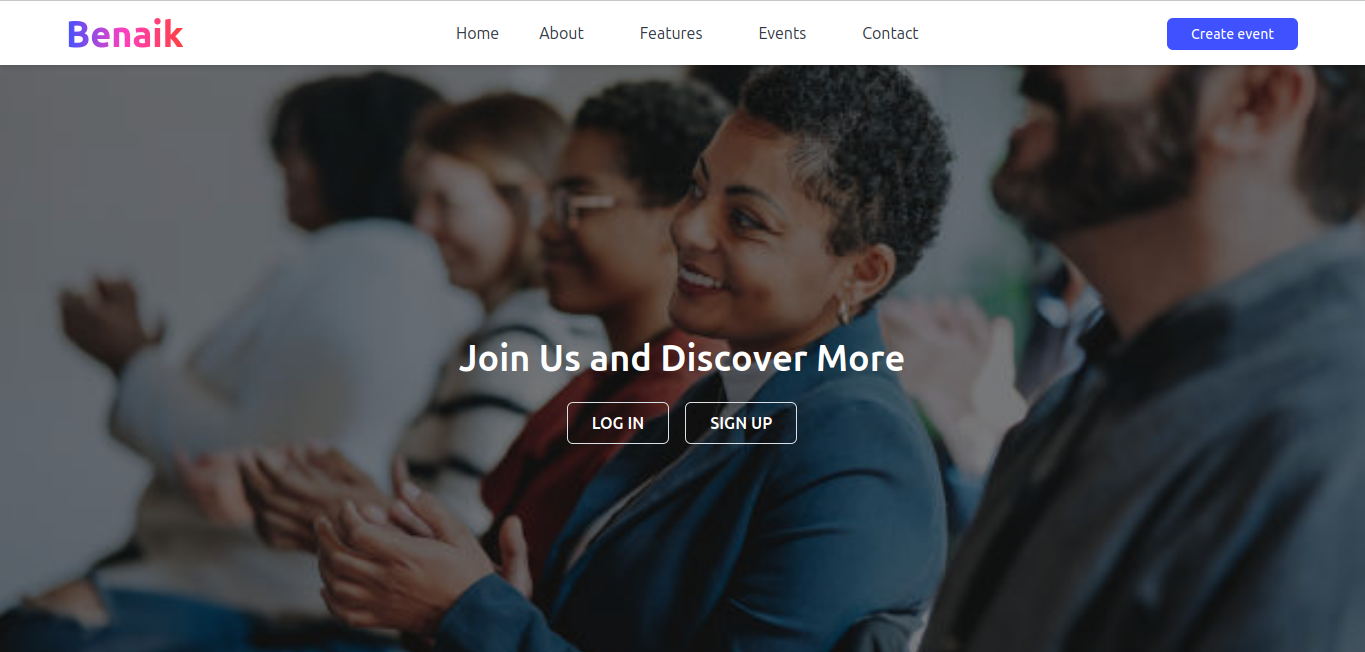 Benaik Home About Features Events Contact Create event
Join Us and Discover More
LOG IN SIGN UP